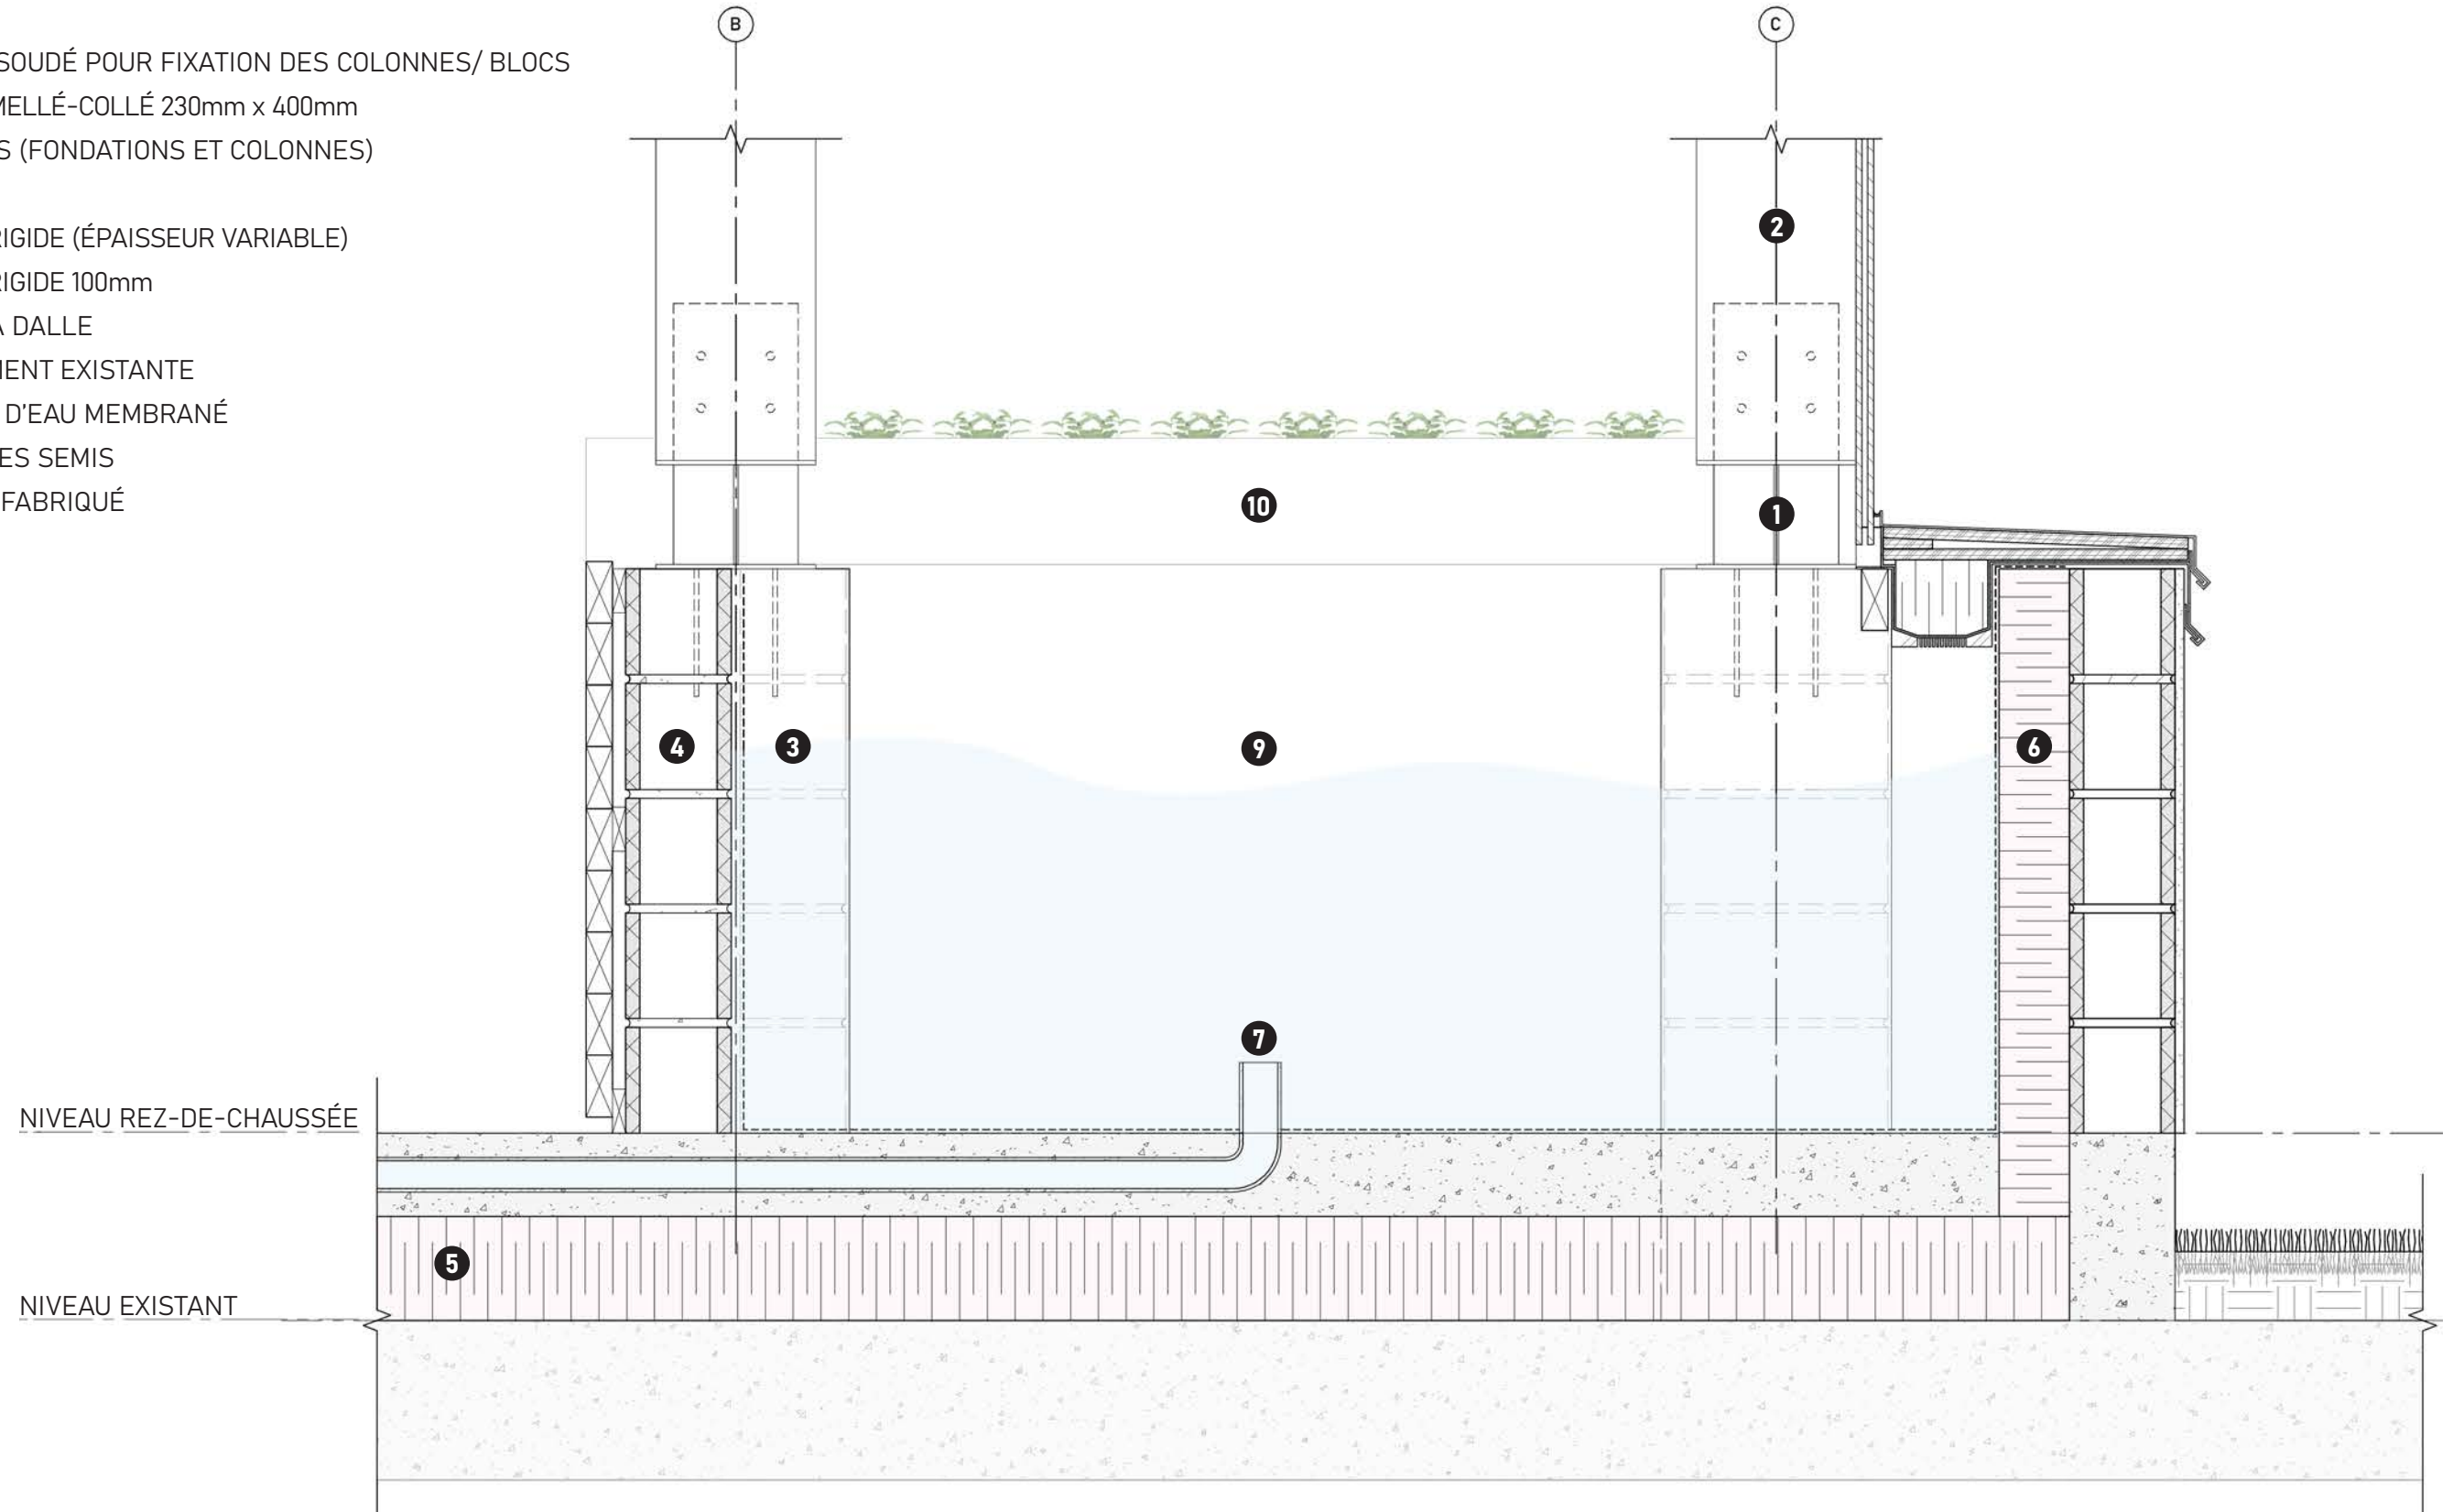 B
C
SOUDÉ POUR FIXATION DES COLONNES/ BLOCS
MELLÉ-COLLÉ 230mm x 400mm
S (FONDATIONS ET COLONNES)
RIGIDE (ÉPAISSEUR VARIABLE)
RIGIDE 100mm
A DALLE
MENT EXISTANTE
D'EAU MEMBRANÉ
ES SEMIS
FABRIQUÉ
2
10
1
4
3
9
6
7
NIVEAU REZ-DE-CHAUSSÉE
5
NIVEAU EXISTANT